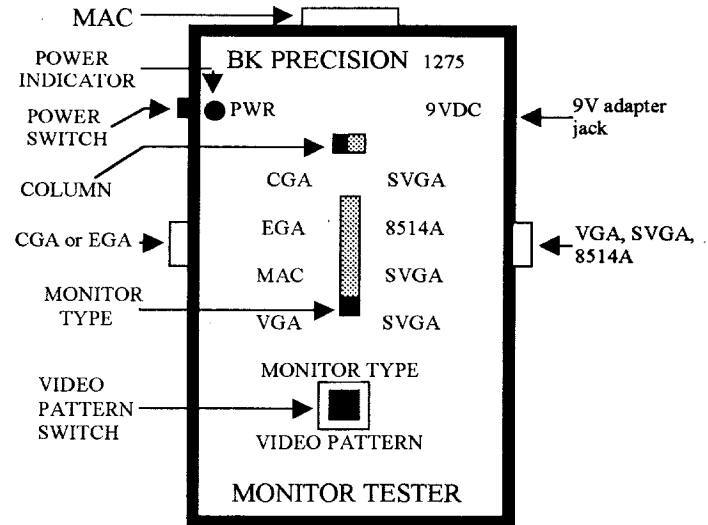 MAC
POWER
INDICATOR
BK PRECISION 1275
PWR
9VDC
9V adapter
jack
POWER
SWITCH
COLUMN
CGA
SVGA
CGA or EGA
EGA
8514A
VGA, SVGA,
8514A
MAC
SVGA
MONITOR
TYPE
VGA
SVGA
MONITOR TYPE
VIDEO
PATTERN
SWITCH
VIDEO PATTERN
MONITOR TESTER